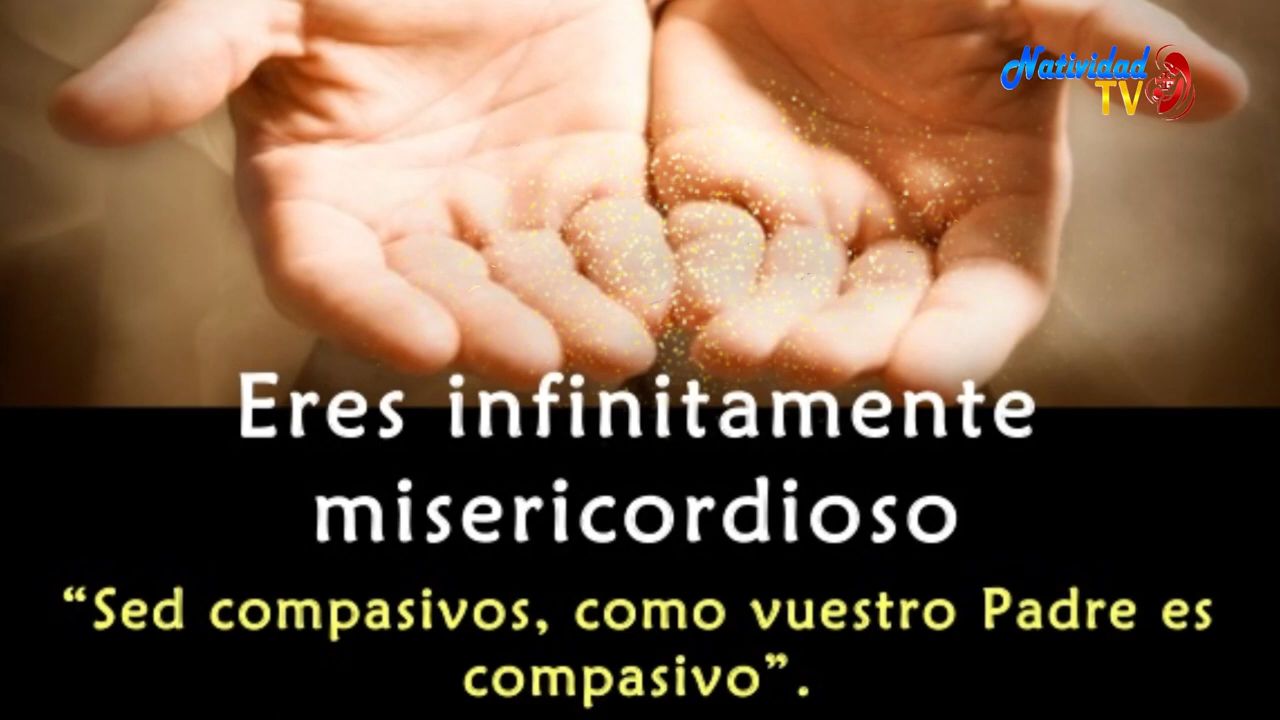 Natividad
TV
Eres infinitamente
misericordioso
“Sed compasivos, como vuestro Padre es
compasivo”.